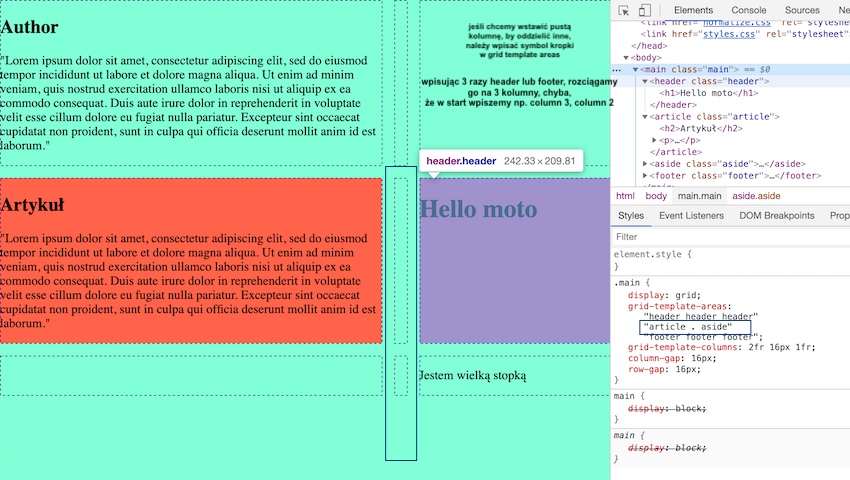 Author
"Lorem ipsum dolor sit amet, consectetur adipiscing elit, sed do eiusmod
tempor incididunt ut labore et dolore magna aliqua. Ut enim ad minim
veniam, quis nostrud exercitation ullamco laboris nisi ut aliquip ex ea
commodo consequat. Duis aute irure dolor in reprehenderit in voluptate
velit esse cillum dolore eu fugiat nulla pariatur. Excepteur sint occaecat
cupidatat non proident, sunt in culpa qui officia deserunt mollit anim id est
laborum."
jeśli chcemy wstawić pustą
kolumnę, by oddzielić inne,
należy wpisać symbol kropki
w grid template areas
wpisując 3 razy header lub footer, rozciągamy
go na 3 kolumny, chyba,
że w start wpiszemy np. column 3, column 2
header.header 242.33 × 209.81
Artykuł
"Lorem ipsum dolor sit amet, consectetur adipiscing elit, sed do eiusmod
tempor incididunt ut labore et dolore magna aliqua. Ut enim ad minim
veniam, quis nostrud exercitation ullamco laboris nisi ut aliquip ex ea
commodo consequat. Duis aute irure dolor in reprehenderit in voluptate
velit esse cillum dolore eu fugiat nulla pariatur. Excepteur sint occaecat
cupidatat non proident, sunt in culpa qui officia deserunt mollit anim id est
laborum."
Hello moto
Jestem wielką stopką
Elements Console Sources Ne
<link href="normalize.css" rel="styleshe
<link href="styles.css" rel="stylesheet"
</head>
▼<body>
… ▼<main class="main"> == $0
▼<header class="header">
<h1>Hello moto</h1>
</header>
▼<article class="article">
<h2>Artykuł</h2>
▶<p>…</p>
</article>
▶<aside class="aside">…</aside>
▶<footer class="footer">…</footer>
html body main.main aside.aside
Styles Event Listeners DOM Breakpoints Prop
Filter
element.style {
}
.main {
display: grid;
grid-template-areas:
"header header header"
"article . aside"
"footer footer footer";
grid-template-columns: 2fr 16px 1fr;
column-gap: 16px;
row-gap: 16px;
}
main {
display: block;
}
main {
display: block;
}